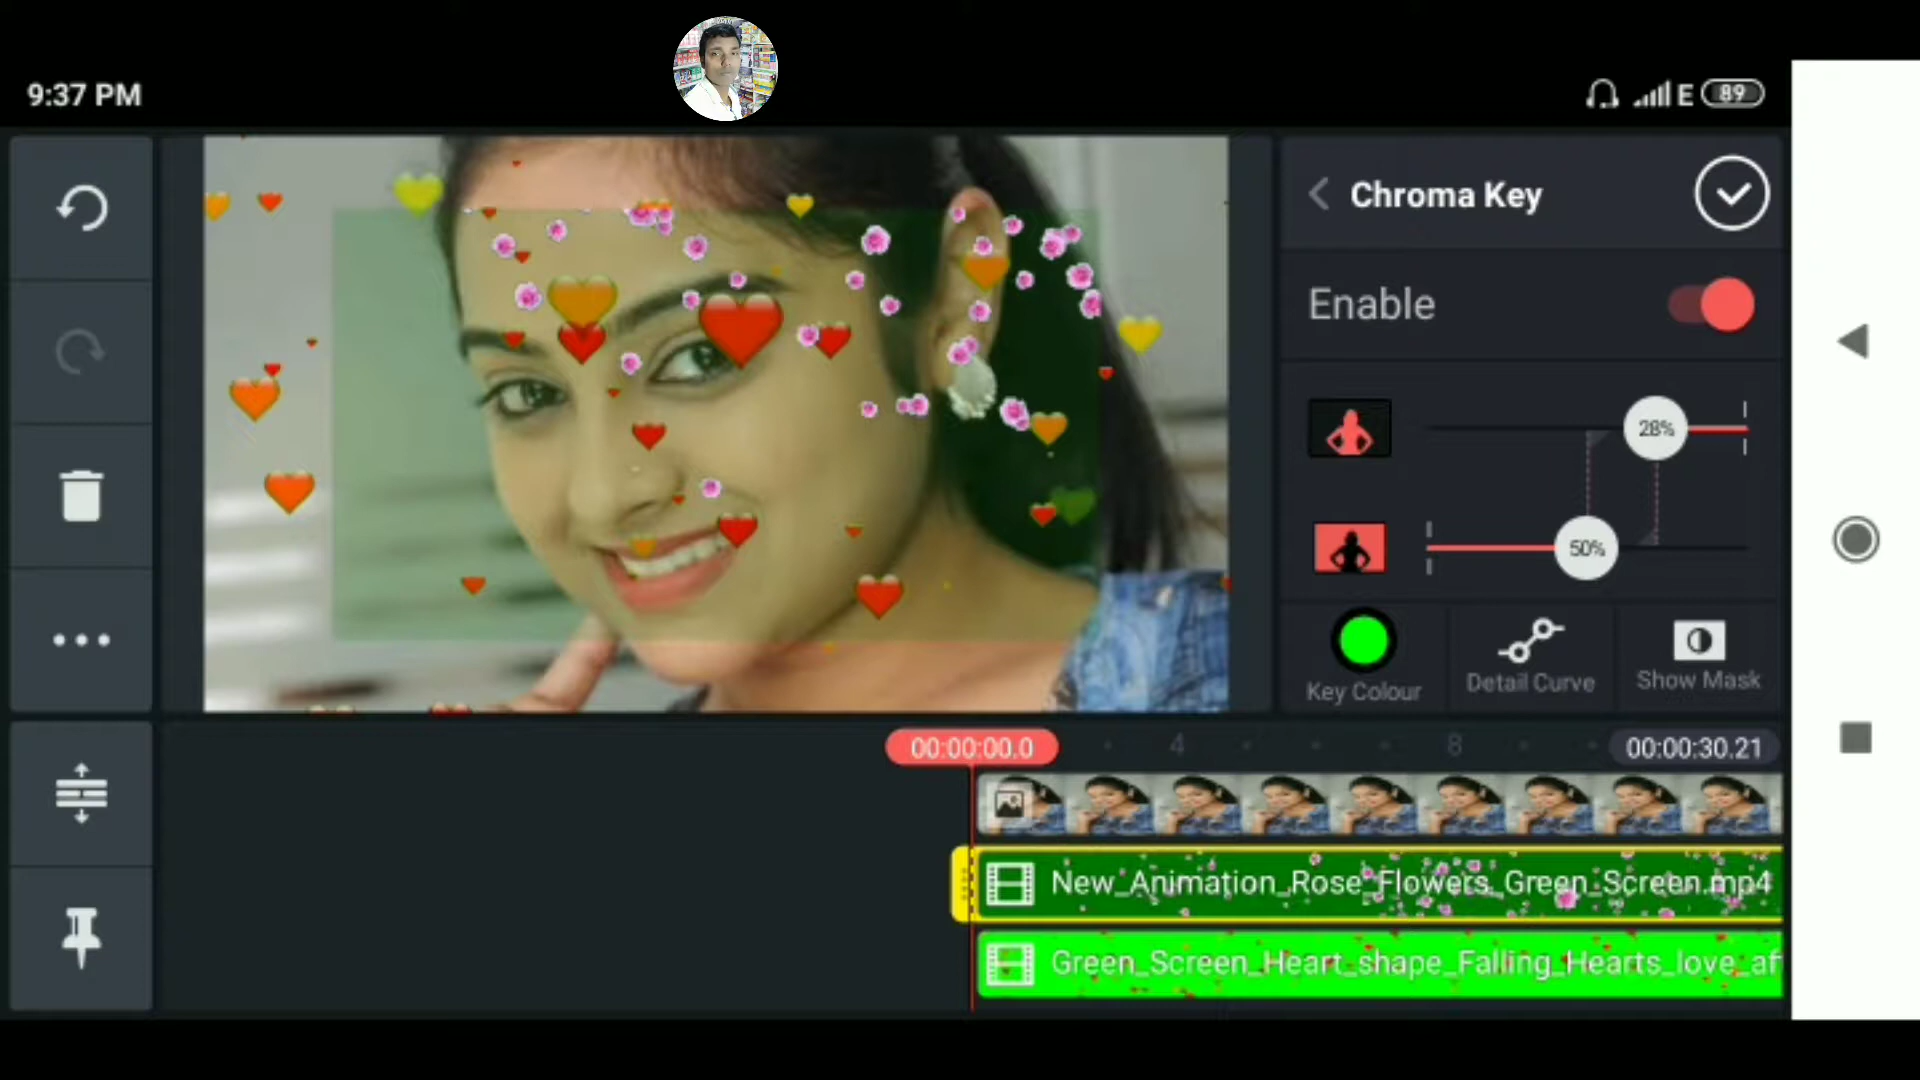 9:37 PM
E
89
Chroma Key
Enable
28%
50%
Key Colour
Detail Curve
Show Mask
00:00:00.0
4
8
00:00:30.21
New_Animation_Rose_Flowers_Green_Screen.mp4
Green_Screen_Heart_shape_Falling_Hearts_love_af